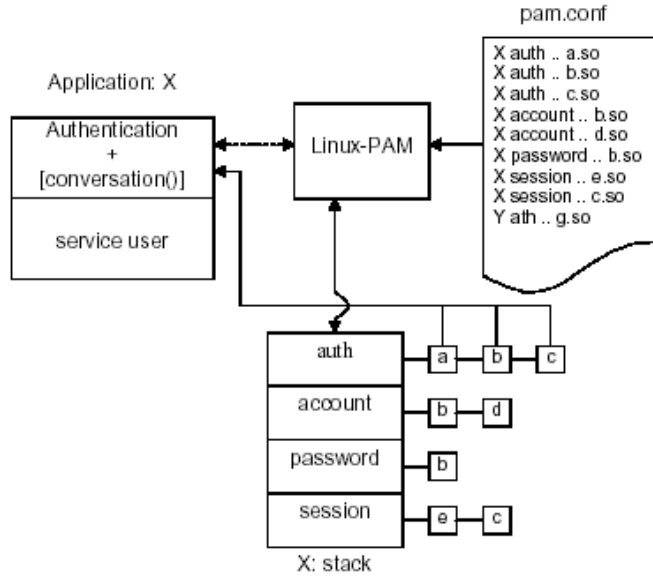 pam.conf
X auth .. a.so
X auth .. b.so
X auth .. c.so
X account .. b.so
X account .. d.so
X password .. b.so
X session .. e.so
X session .. c.so
Y ath .. g.so
Application: X
Authentication
+
[conversation()]
service user
Linux-PAM
auth
a
b
c
account
b
d
password
b
session
e
c
X: stack